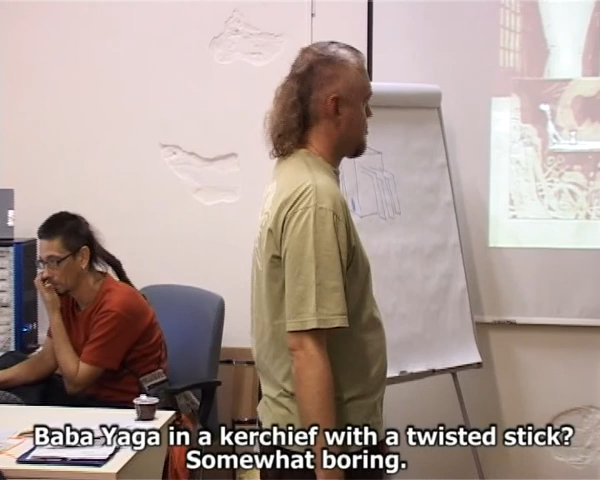 Baba Yaga in a kerchief with a twisted stick?
Somewhat boring.